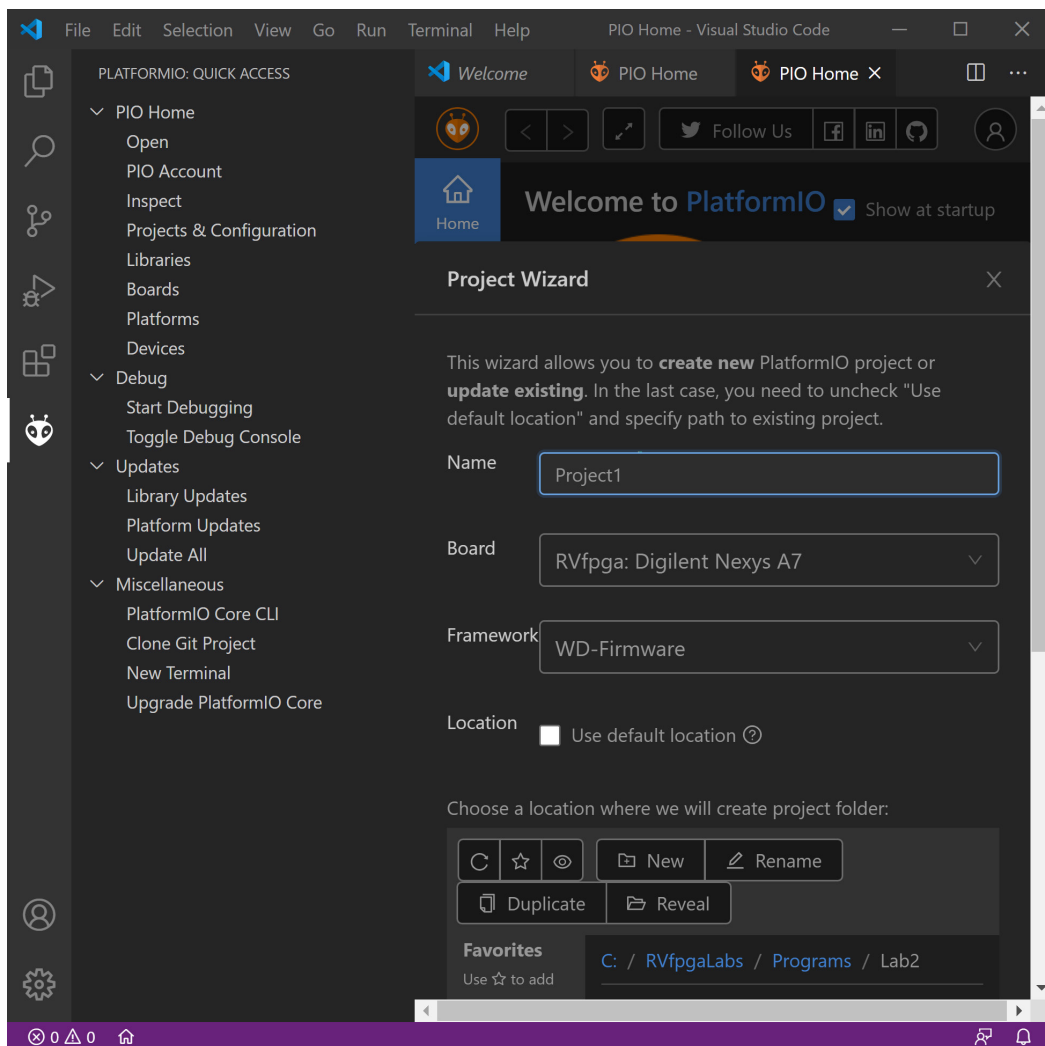 File Edit Selection View Go Run Terminal Help PIO Home - Visual Studio Code
PLATFORMIO: QUICK ACCESS
PIO Home
Open
PIO Account
Inspect
Projects & Configuration
Libraries
Boards
Platforms
Devices
Debug
Start Debugging
Toggle Debug Console
Updates
Library Updates
Platform Updates
Update All
Miscellaneous
PlatformIO Core CLI
Clone Git Project
New Terminal
Upgrade PlatformIO Core
Welcome PIO Home PIO Home
Follow Us
Home
Welcome to PlatformIO Show at startup
Project Wizard
This wizard allows you to create new PlatformIO project or
update existing. In the last case, you need to uncheck "Use
default location" and specify path to existing project.
Name Project1
Board RVfpga: Digilent Nexys A7
Framework WD-Firmware
Location Use default location
Choose a location where we will create project folder:
New Rename
Duplicate Reveal
Favorites
Use ☆ to add
C: / RVfpgaLabs / Programs / Lab2
0 0